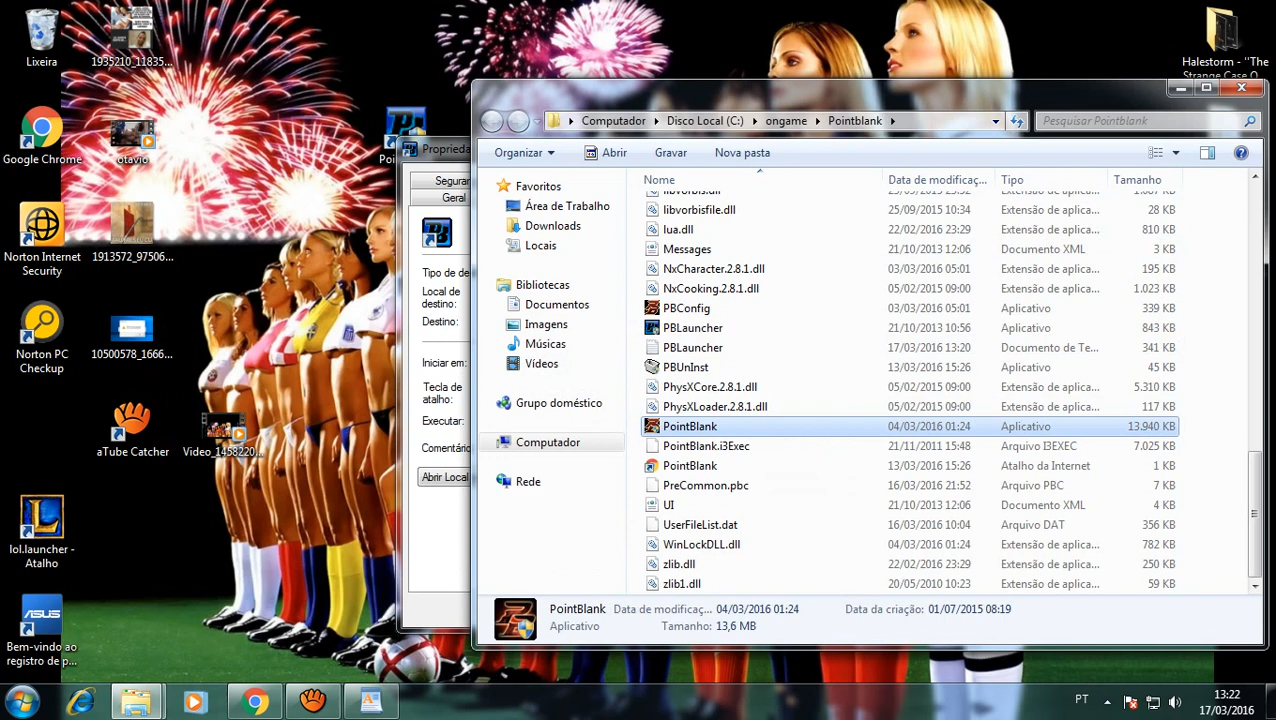 Lixeira
1935210_11835...
Halestorm - ''The
Strange Case O
Google Chrome
otavio
Norton Internet
Security
1913572_97506...
Norton PC
Checkup
10500578_1666...
aTube Catcher
Video_1458220...
lol.launcher -
Atalho
Bem-vindo ao
registro de p...
Proprieda
Segurar
Geral
Tipo de de
Local de
destino:
Destino:
Iniciar em:
Tecla de
atalho:
Executar:
Comentário
Abrir Local
Computador
Disco Local (C:)
ongame
Pointblank
Pesquisar Pointblank
Organizar
Abrir
Gravar
Nova pasta
Favoritos
Área de Trabalho
Downloads
Locais
Bibliotecas
Documentos
Imagens
Músicas
Vídeos
Grupo doméstico
Computador
Rede
Nome Data de modificaç... Tipo Tamanho
libvorbisfile.dll 25/09/2015 10:34 Extensão de aplica... 28 KB
lua.dll 22/02/2016 23:29 Extensão de aplica... 810 KB
Messages 21/10/2013 12:06 Documento XML 3 KB
NxCharacter.2.8.1.dll 03/03/2016 05:01 Extensão de aplica... 195 KB
NxCooking.2.8.1.dll 05/02/2015 09:00 Extensão de aplica... 1.023 KB
PBConfig 03/03/2016 05:01 Aplicativo 339 KB
PBLauncher 21/10/2013 10:56 Aplicativo 843 KB
PBLauncher 17/03/2016 13:20 Documento de Te... 341 KB
PBUnInst 13/03/2016 15:26 Aplicativo 45 KB
PhysXCore.2.8.1.dll 05/02/2015 09:00 Extensão de aplica... 5.310 KB
PhysXLoader.2.8.1.dll 05/02/2015 09:00 Extensão de aplica... 117 KB
PointBlank 04/03/2016 01:24 Aplicativo 13.940 KB
PointBlank.i3Exec 21/11/2011 15:48 Arquivo I3EXEC 7.025 KB
PointBlank 13/03/2016 15:26 Atalho da Internet 1 KB
PreCommon.pbc 16/03/2016 21:52 Arquivo PBC 7 KB
UI 21/10/2013 12:06 Documento XML 4 KB
UserFileList.dat 16/03/2016 10:04 Arquivo DAT 356 KB
WinLockDLL.dll 04/03/2016 01:24 Extensão de aplica... 782 KB
zlib.dll 22/02/2016 23:29 Extensão de aplica... 250 KB
zlib1.dll 20/05/2010 10:23 Extensão de aplica... 59 KB
PointBlank Data de modificaç... 04/03/2016 01:24 Data da criação: 01/07/2015 08:19
Aplicativo Tamanho: 13,6 MB
ASUS
PT
13:22
17/03/2016